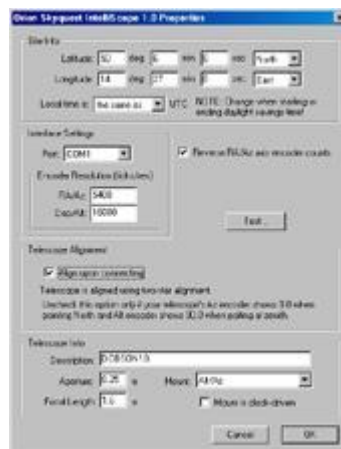 Orion Skyquest IntelliScope 1.0 Properties
Site Info
Latitude: 50 deg 6 min 0 sec North
Longitude: 14 deg 27 min 0 sec East
Local time is: the same as UTC NOTE: Change when starting or
ending daylight savings time!
Interface Settings
Port: COM1
Reverse RA/Az axis encoder counts
Encoder Resolution (ticks/rev)
RA/Az:
Dec/Alt:
Test...
Telescope Alignment
Align upon connecting
Telescope is aligned using two-star alignment.
Uncheck this option only if your telescope's Az encoder shows 0.0 when
pointing North and Alt encoder shows 90.0 when pointing at zenith.
Telescope Info
Description: DOBSON 10
Aperture: 0.25 m Mount: Alt/Az
Focal Length: m Mount is clock-driven
Cancel OK